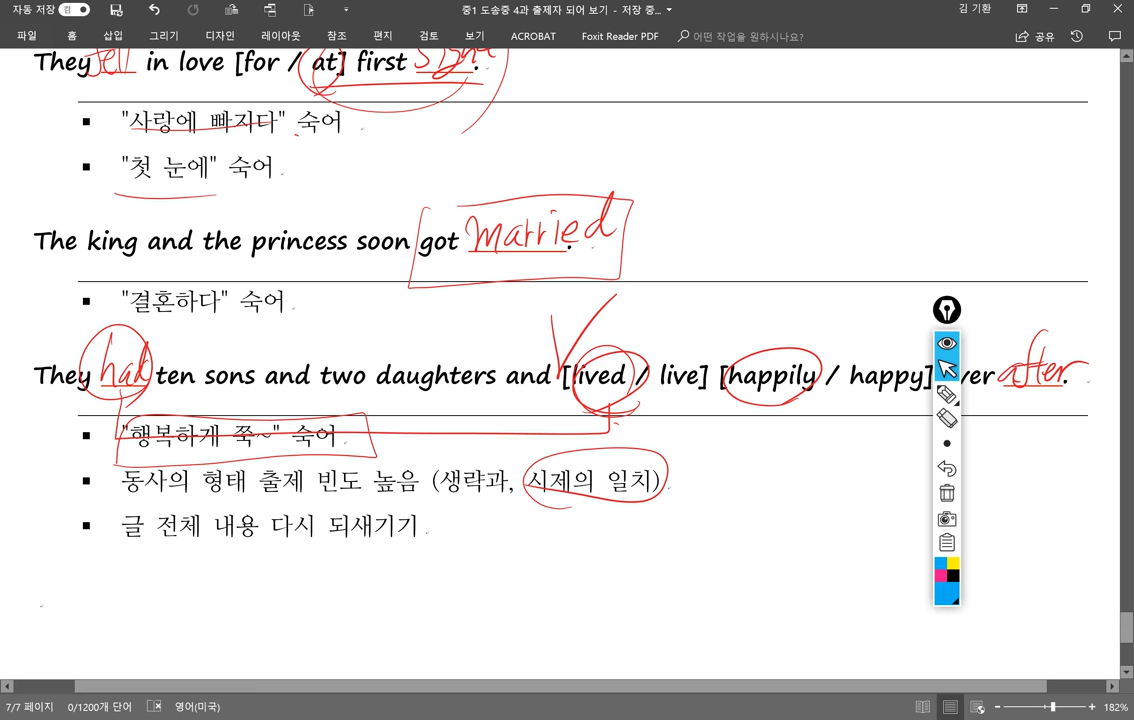 자동 저장 컴 중1 도송중 4과 출제자 되어 보기 - 저장 중... 김 기환
파일 홈 삽입 그리기 디자인 레이아웃 참조 편지 검토 보기 ACROBAT Foxit Reader PDF 어떤 작업을 원하시나요? 공유
They fell in love [for / at] first sight.
"사랑에 빠지다" 숙어
"첫 눈에" 숙어
The king and the princess soon got married.
"결혼하다" 숙어
They had ten sons and two daughters and [lived / live] [happily / happy] ver after.
"행복하게 쭉~" 숙어
동사의 형태 출제 빈도 높음 (생략과, 시제의 일치)
글 전체 내용 다시 되새기기
7/7 페이지 0/1200개 단어 영어(미국) 182%